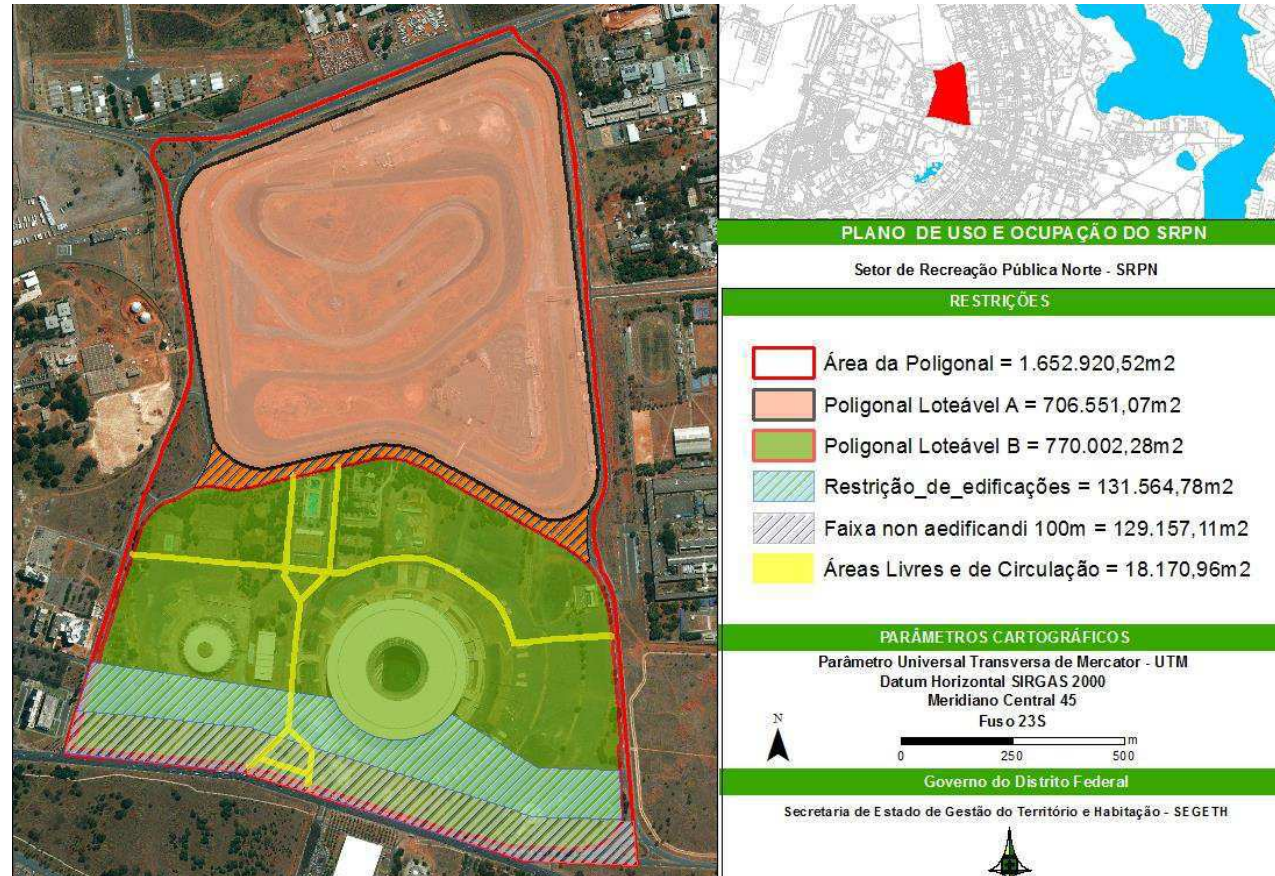 PLANO DE USO E OCUPAÇÃO DO SRPN
Setor de Recreação Pública Norte - SRPN
RESTRIÇÕES
Área da Poligonal = 1.652.920,52m2
Poligonal Loteável A = 706.551,07m2
Poligonal Loteável B = 770.002,28m2
Restrição_de_edificações = 131.564,78m2
Faixa non aedificandi 100m = 129.157,11m2
Áreas Livres e de Circulação = 18.170,96m2
PARÂMETROS CARTOGRÁFICOS
Parâmetro Universal Transversa de Mercator - UTM
Datum Horizontal SIRGAS 2000
Meridiano Central 45
Fuso 23S
N
m
0 250 500
Governo do Distrito Federal
Secretaria de Estado de Gestão do Território e Habitação - SEGETH